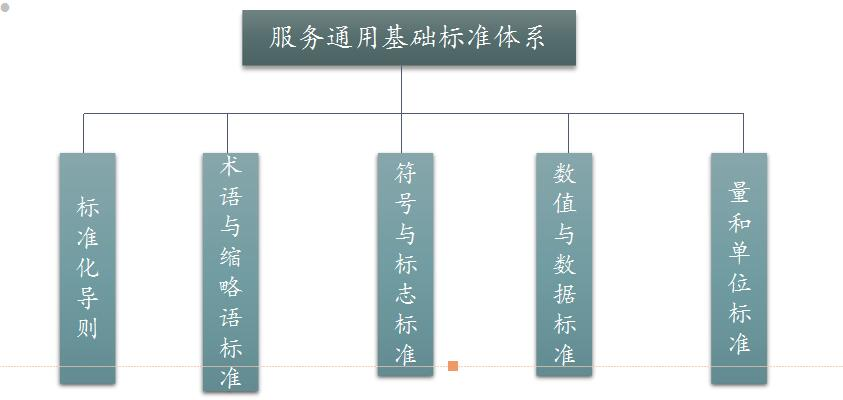 服务通用基础标准体系
标准化导则
术语与缩略语标准
符号与标志标准
数值与数据标准
量和单位标准